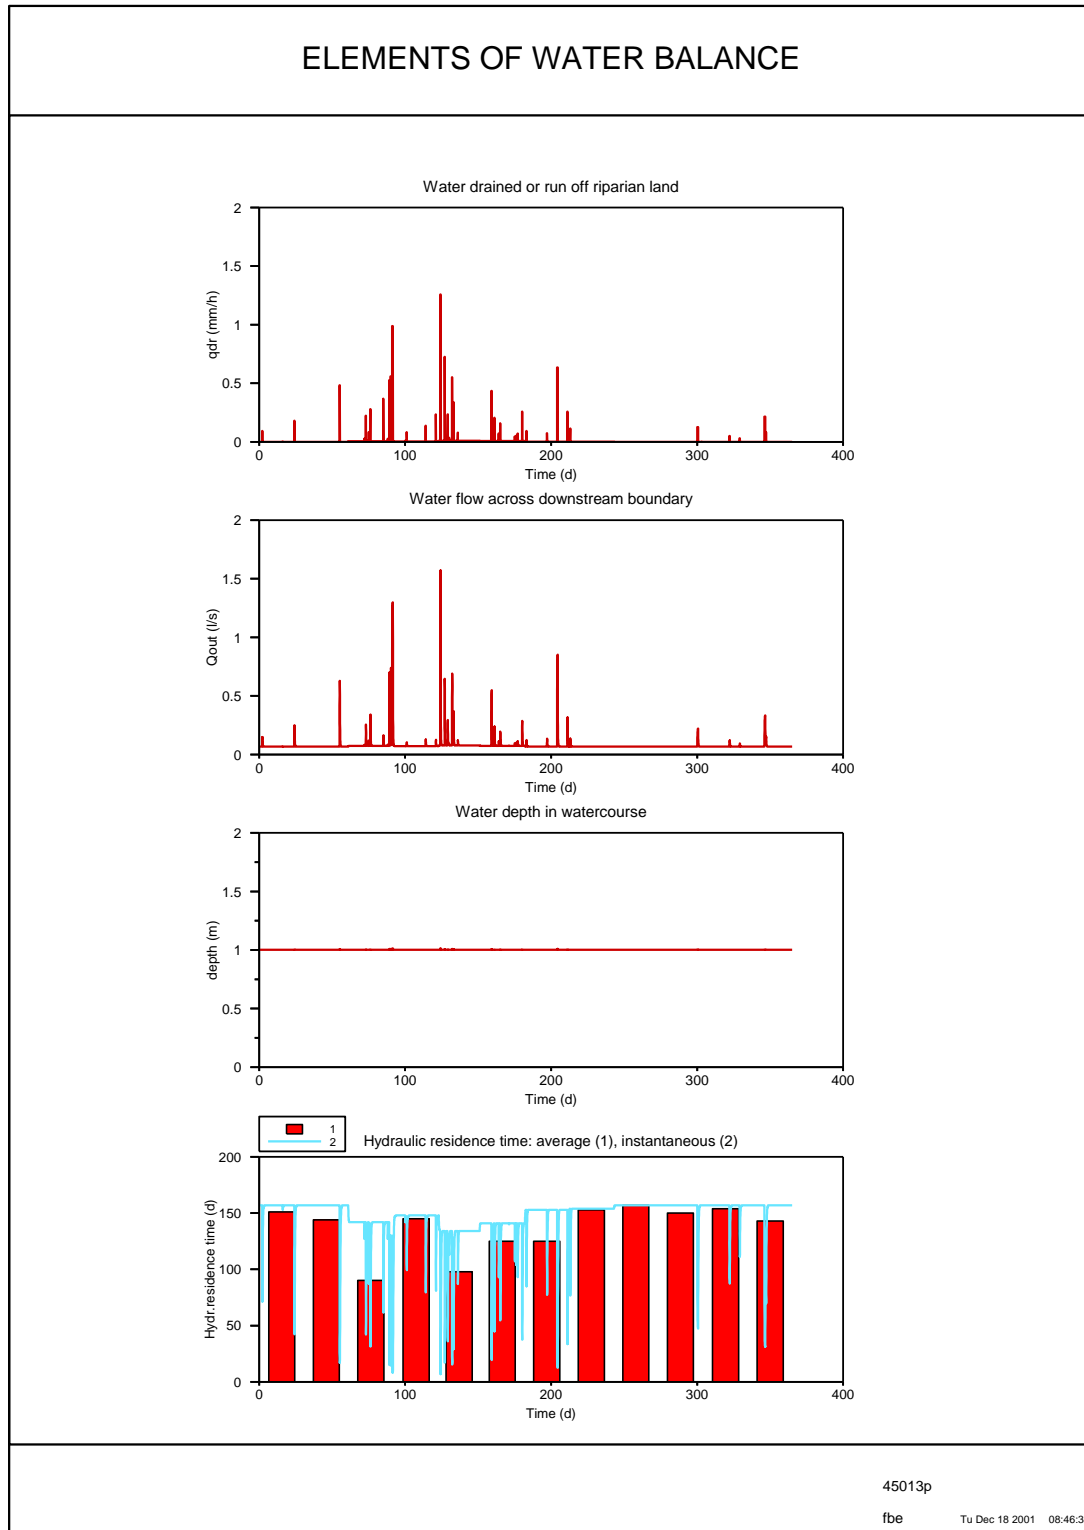 ELEMENTS OF WATER BALANCE
Water drained or run off riparian land
2
1.5
1
0.5
0
qdr (mm/h)
0 100 200 300 400
Time (d)
Water flow across downstream boundary
2
1.5
1
0.5
0
Qout (l/s)
0 100 200 300 400
Time (d)
Water depth in watercourse
2
1.5
1
0.5
0
depth (m)
0 100 200 300 400
Time (d)
1
2
Hydraulic residence time: average (1), instantaneous (2)
200
150
100
50
0
Hydr.residence time (d)
0 100 200 300 400
Time (d)
45013p
fbe Tu Dec 18 2001 08:46:3